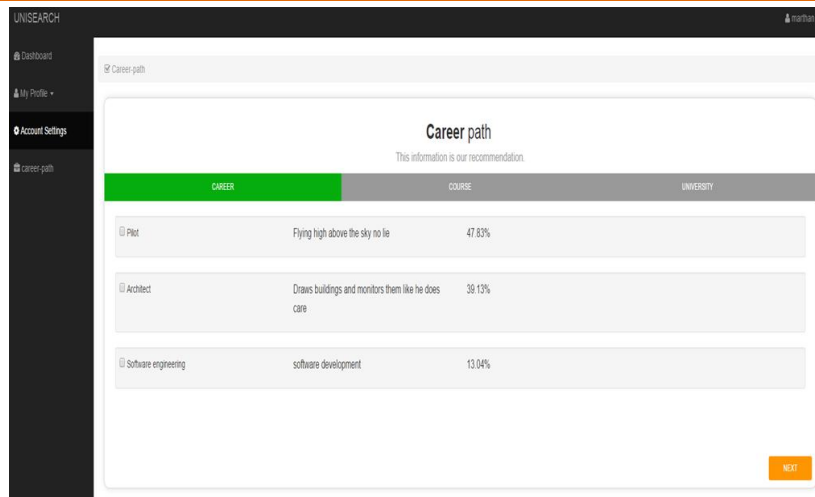 UNISEARCH
marthan
Dashboard
Career-path
My Profile
Account Settings
career-path
Career path
This information is our recommendation.
CAREER COURSE UNIVERSITY
Pilot Flying high above the sky no lie 47.83%
Architect Draws buildings and monitors them like he does 39.13%
care
Software engineering software development 13.04%
NEXT